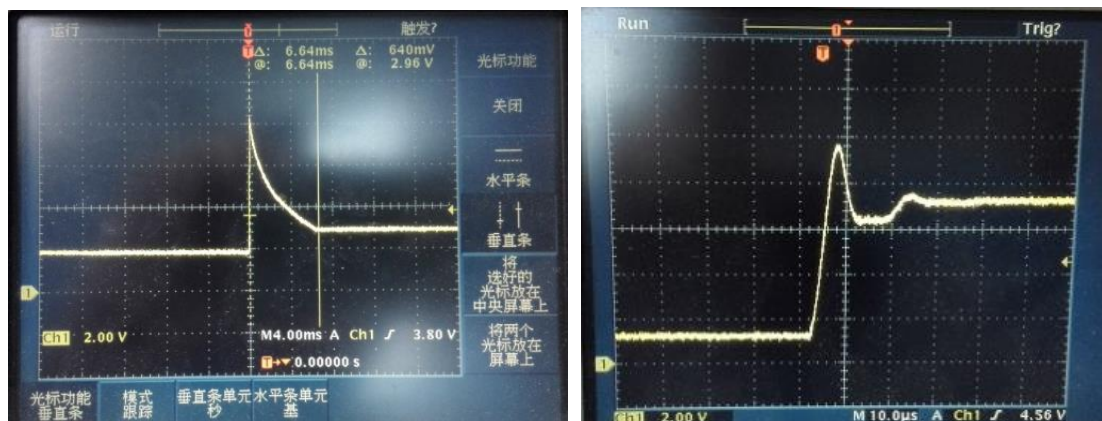 运行
触发?
T
Δ: 6.64ms Δ: 640mV
@: 6.64ms @: 2.96 V
光标功能
关闭
水平条
垂直条
将
选好的
光标放在
中央屏幕上
将两个
光标放在
屏幕上
1
Ch1 2.00 V M4.00ms A Ch1 ∫ 3.80 V
T→▼ 0.00000 s
光标功能
垂直条
模式
跟踪
垂直条单元
秒
水平条单元
基
Run
Trig?
T
T
1
Ch1 2.00 V M 10.0μs A Ch1 ∫ 4.56 V